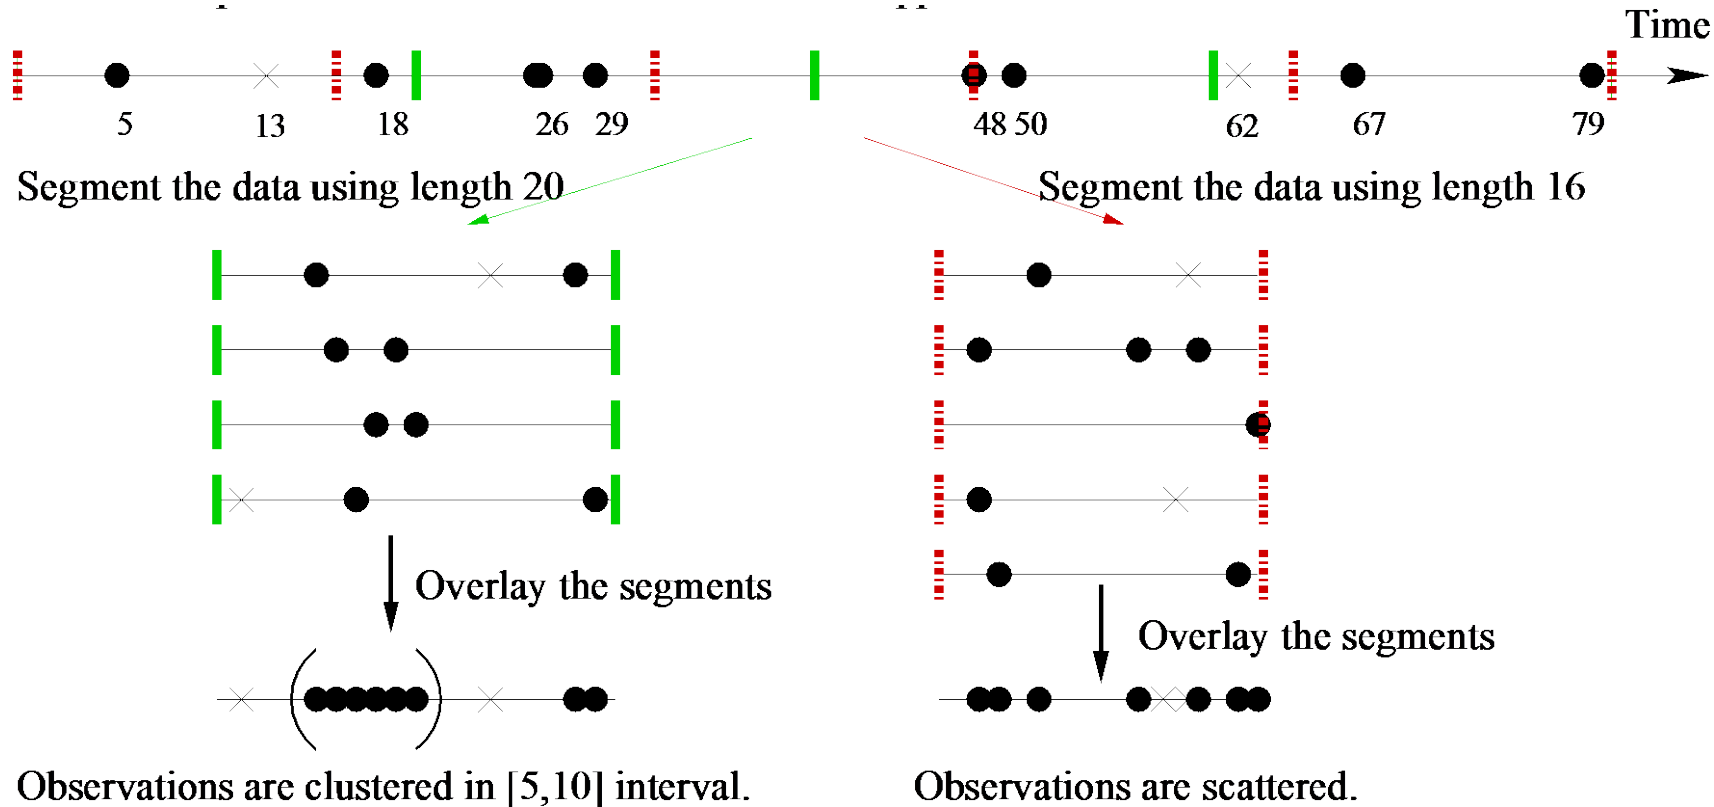 Time
5 13 18 26 29 48 50 62 67 79
Segment the data using length 20
Segment the data using length 16
Overlay the segments
Overlay the segments
Observations are clustered in [5,10] interval.
Observations are scattered.